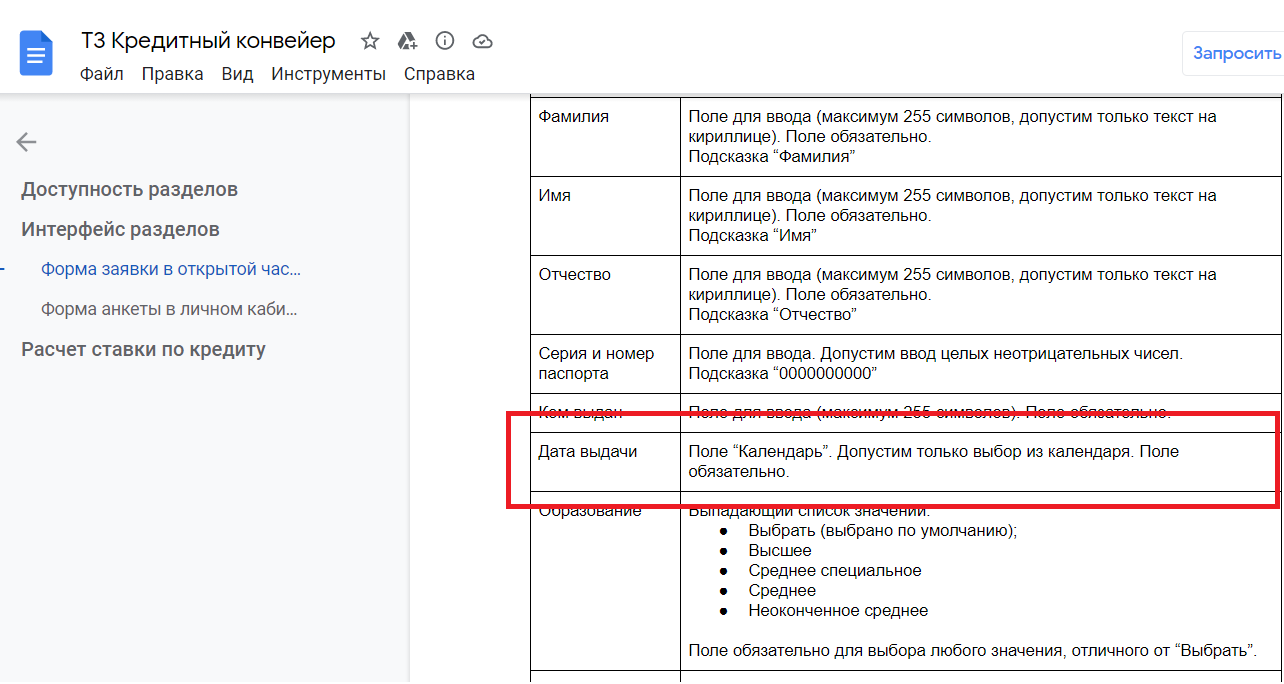 ТЗ Кредитный конвейер
Файл Правка Вид Инструменты Справка
Запросить
Доступность разделов
Интерфейс разделов
Форма заявки в открытой час...
Форма анкеты в личном каби...
Расчет ставки по кредиту
Фамилия
Поле для ввода (максимум 255 символов, допустим только текст на
кириллице). Поле обязательно.
Подсказка “Фамилия”
Имя
Поле для ввода (максимум 255 символов, допустим только текст на
кириллице). Поле обязательно.
Подсказка “Имя”
Отчество
Поле для ввода (максимум 255 символов, допустим только текст на
кириллице). Поле обязательно.
Подсказка “Отчество”
Серия и номер
паспорта
Поле для ввода. Допустим ввод целых неотрицательных чисел.
Подсказка “0000000000”
Кем выдан
Поле для ввода (максимум 255 символов). Поле обязательно.
Дата выдачи
Поле “Календарь”. Допустим только выбор из календаря. Поле
обязательно.
Образование
Выпадающий список значений:
● Выбрать (выбрано по умолчанию);
● Высшее
● Среднее специальное
● Среднее
● Неоконченное среднее
Поле обязательно для выбора любого значения, отличного от “Выбрать”.